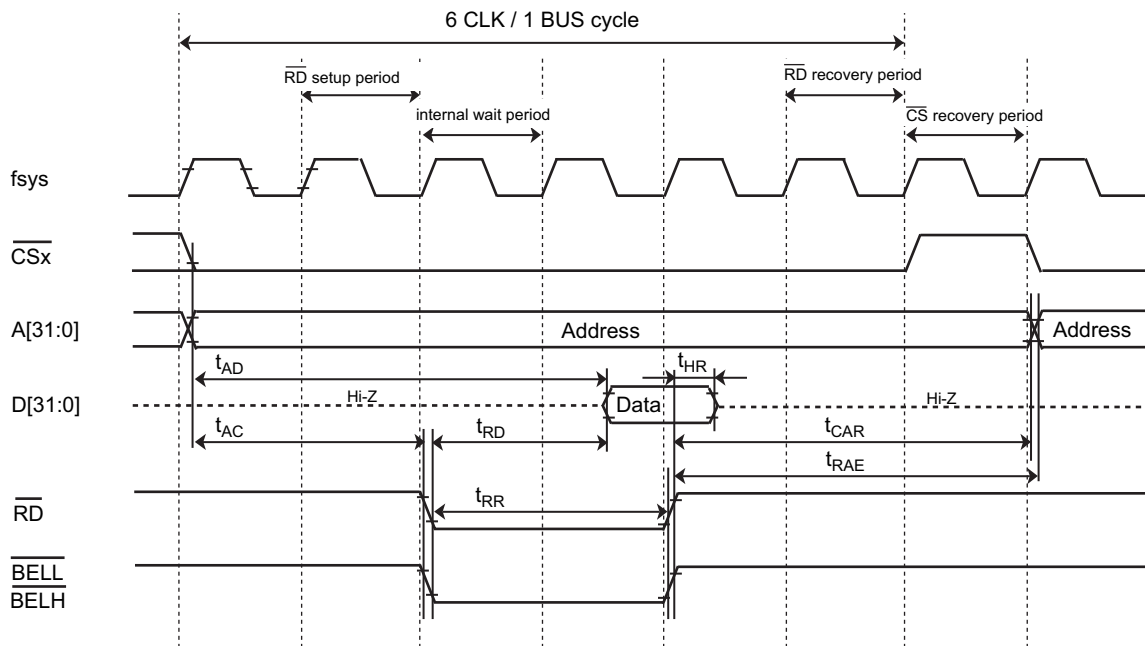 6 CLK / 1 BUS cycle
RD setup period
RD recovery period
internal wait period
CS recovery period
fsys
CSx
A[31:0]
Address
Address
tAD
tHR
D[31:0]
Hi-Z
Data
Hi-Z
tAC
tRD
tCAR
tRAE
RD
tRR
BELL
BELH